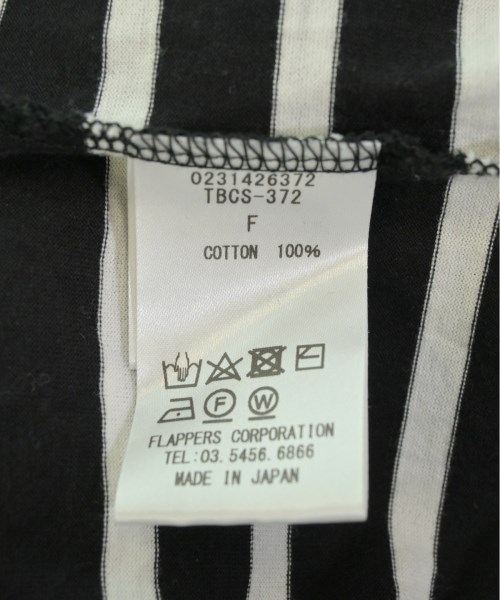 0231426372
TBCS-372
F
COTTON 100%
F W
FLAPPERS CORPORATION
TEL:03.5456.6866
MADE IN JAPAN